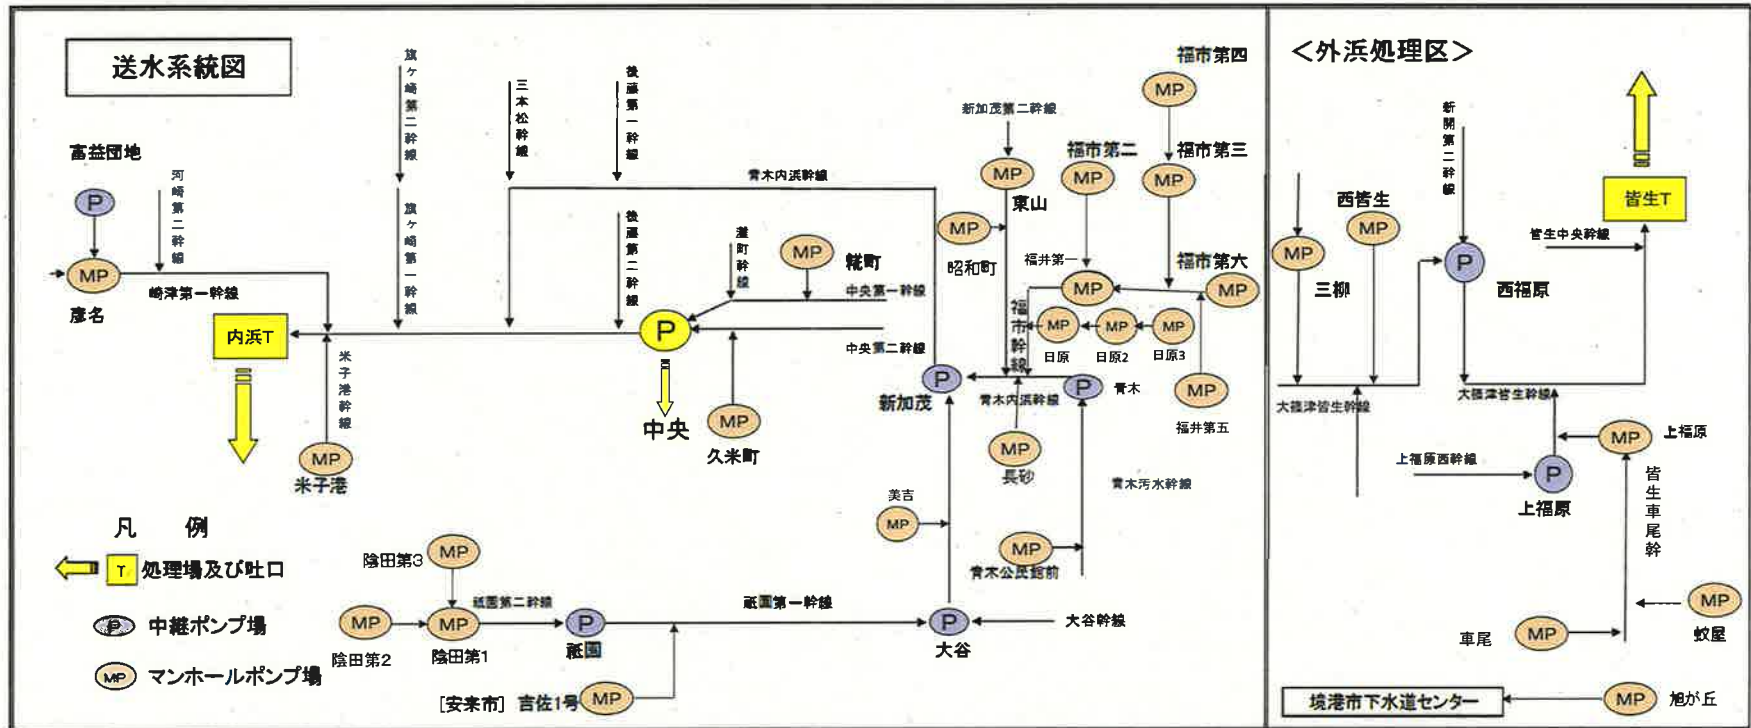 送水系統図
富益団地
P
河崎第二幹線
MP
彦名
崎津第一幹線
旗ヶ崎第二幹線
旗ヶ崎第一幹線
三本松幹線
後藤第一幹線
後藤第二幹線
青木内浜幹線
内浜T
米子港幹線
MP
米子港
灘町幹線
MP
糀町
中央第一幹線
P
中央第二幹線
中央
MP
久米町
新加茂第二幹線
MP
東山
MP
昭和町
福市第四
MP
福市第二
MP
福市第三
MP
福井第一
MP
福市第六
MP
福市幹線
MP
日原
MP
日原2
MP
日原3
MP
福井第五
P
新加茂
青木内浜幹線
P
青木
MP
長砂
青木汚水幹線
美吉
MP
MP
青木公民館前
凡 例
T
処理場及び吐口
P
中継ポンプ場
MP
マンホールポンプ場
陰田第3
MP
MP
陰田第2
MP
陰田第1
祗園第二幹線
P
祗園
祗園第一幹線
[安来市] 吉佐1号
MP
P
大谷
大谷幹線
＜外浜処理区＞
新開第二幹線
皆生T
西皆生
MP
MP
三柳
皆生中央幹線
P
西福原
大篠津皆生幹線
大篠津皆生幹線
MP
上福原
上福原西幹線
P
上福原
皆生車尾幹
車尾
MP
MP
蚊屋
境港市下水道センター
MP
旭が丘